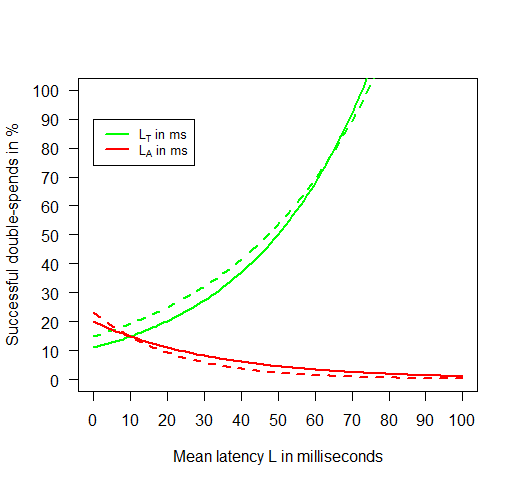 Successful double-spends in %
100
90
80
70
60
50
40
30
20
10
0
L_T in ms
L_A in ms
0 10 20 30 40 50 60 70 80 90 100
Mean latency L in milliseconds